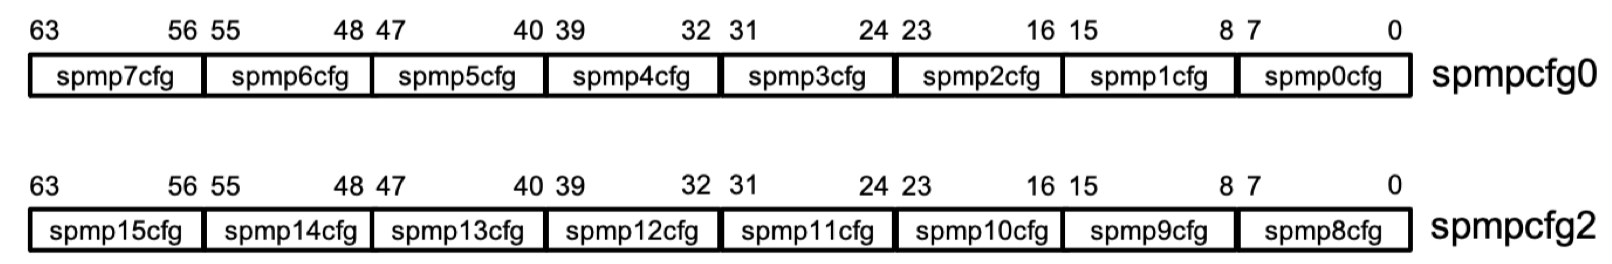 63 56 55 48 47 40 39 32 31 24 23 16 15 8 7 0
spmp7cfg spmp6cfg spmp5cfg spmp4cfg spmp3cfg spmp2cfg spmp1cfg spmp0cfg spmpcfg0
63 56 55 48 47 40 39 32 31 24 23 16 15 8 7 0
spmp15cfg spmp14cfg spmp13cfg spmp12cfg spmp11cfg spmp10cfg spmp9cfg spmp8cfg spmpcfg2